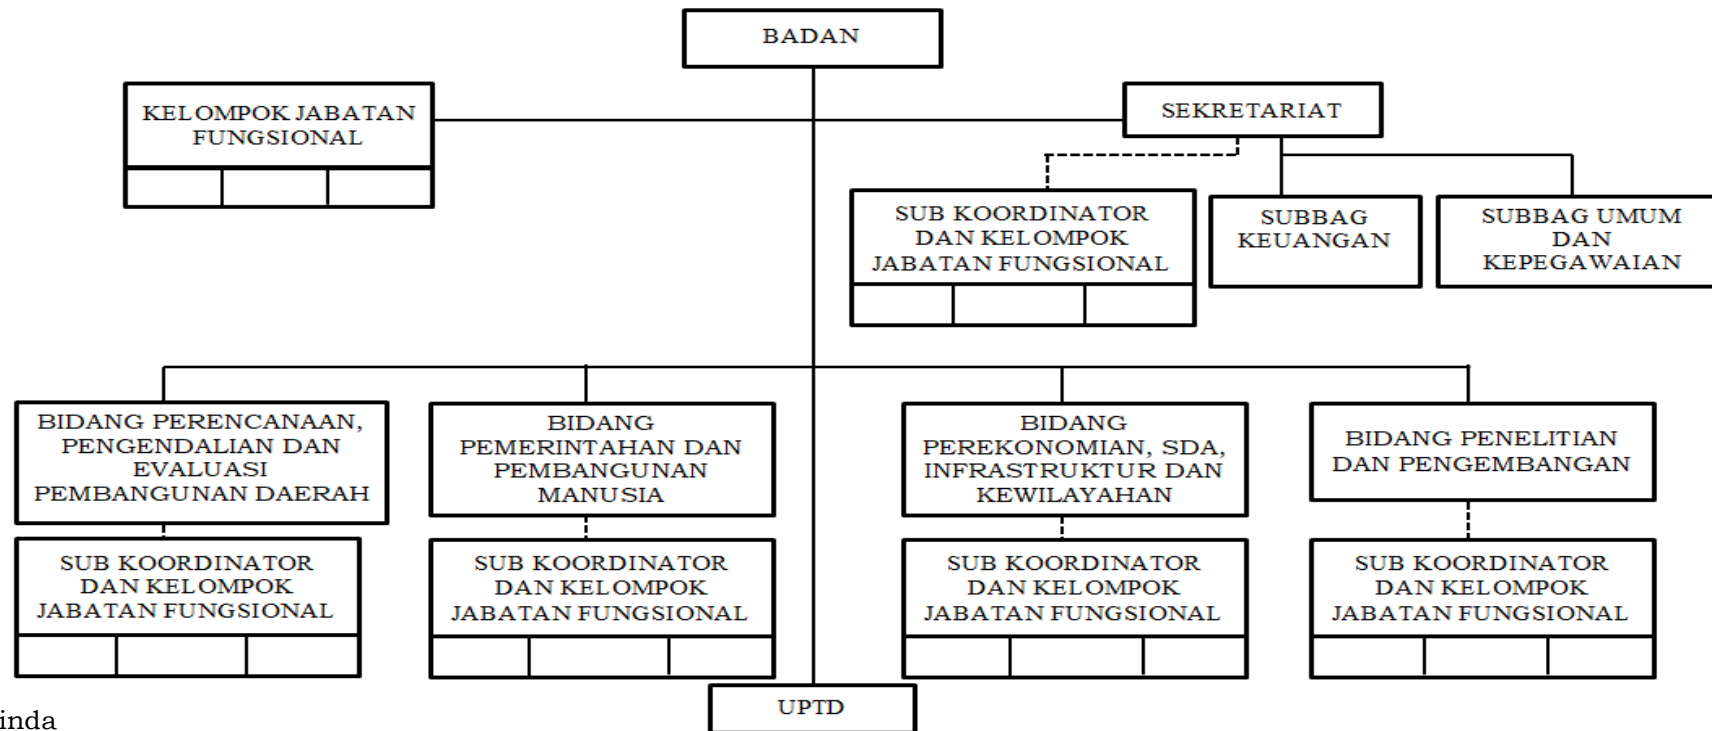 BADAN
KELOMPOK JABATAN
FUNGSIONAL
SEKRETARIAT
SUB KOORDINATOR
DAN KELOMPOK
JABATAN FUNGSIONAL
SUBBAG
KEUANGAN
SUBBAG UMUM
DAN
KEPEGAWAIAN
BIDANG PERENCANAAN,
PENGENDALIAN DAN
EVALUASI
PEMBANGUNAN DAERAH
BIDANG
PEMERINTAHAN DAN
PEMBANGUNAN
MANUSIA
BIDANG
PEREKONOMIAN, SDA,
INFRASTRUKTUR DAN
KEWILAYAHAN
BIDANG PENELITIAN
DAN PENGEMBANGAN
SUB KOORDINATOR
DAN KELOMPOK
JABATAN FUNGSIONAL
SUB KOORDINATOR
DAN KELOMPOK
JABATAN FUNGSIONAL
SUB KOORDINATOR
DAN KELOMPOK
JABATAN FUNGSIONAL
SUB KOORDINATOR
DAN KELOMPOK
JABATAN FUNGSIONAL
UPTD
inda